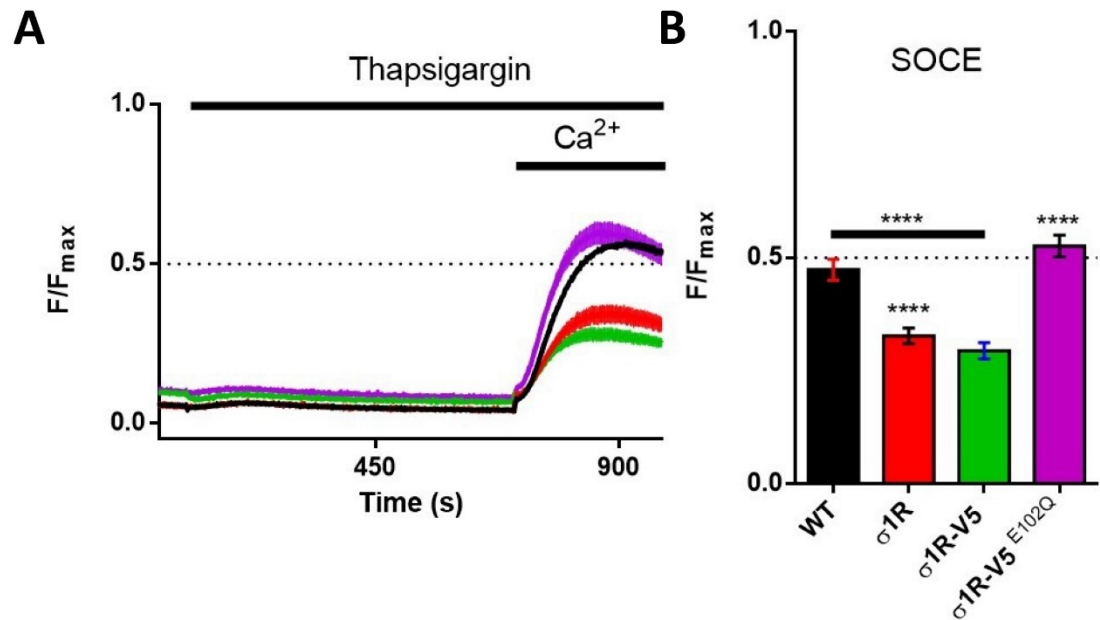 A
Thapsigargin
Ca²⁺
1.0
0.5
0.0
F/Fmax
450
900
Time (s)
B
SOCE
1.0
0.5
0.0
F/Fmax
****
****
****
WT
σ1R
σ1R-V5
σ1R-V5 E102Q